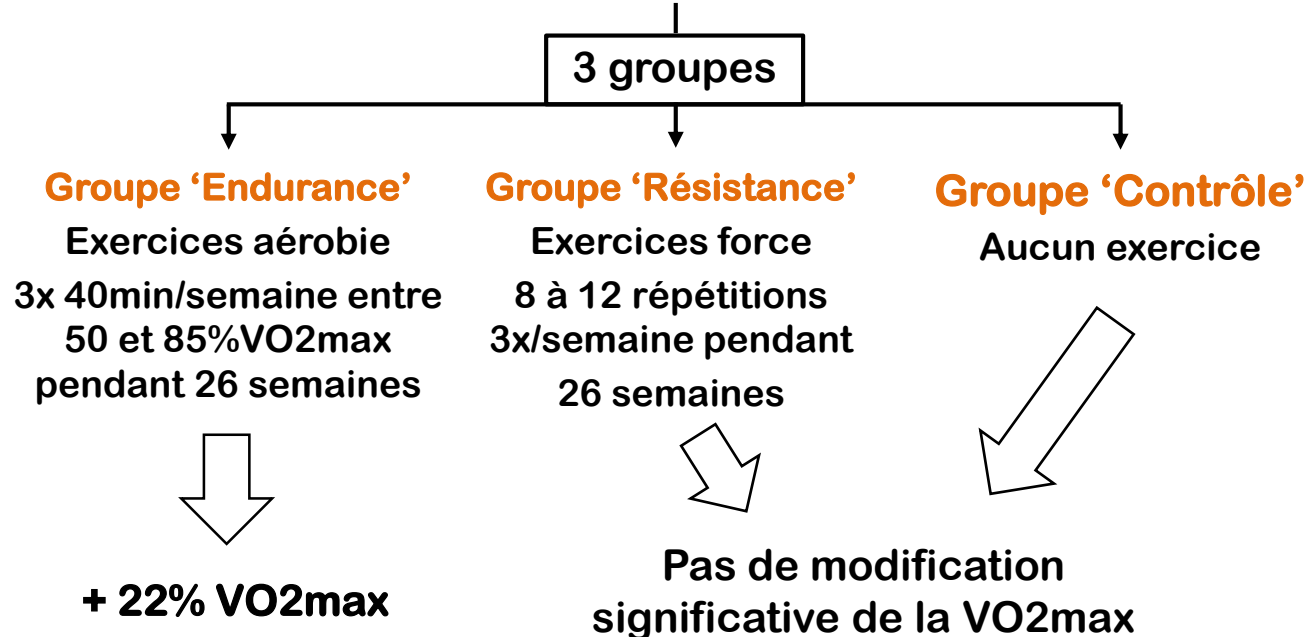 3 groupes
Groupe ‘Endurance’
Exercices aérobie
3x 40min/semaine entre
50 et 85%VO2max
pendant 26 semaines
+ 22% VO2max
Groupe ‘Résistance’
Exercices force
8 à 12 répétitions
3x/semaine pendant
26 semaines
Groupe ‘Contrôle’
Aucun exercice
Pas de modification
significative de la VO2max